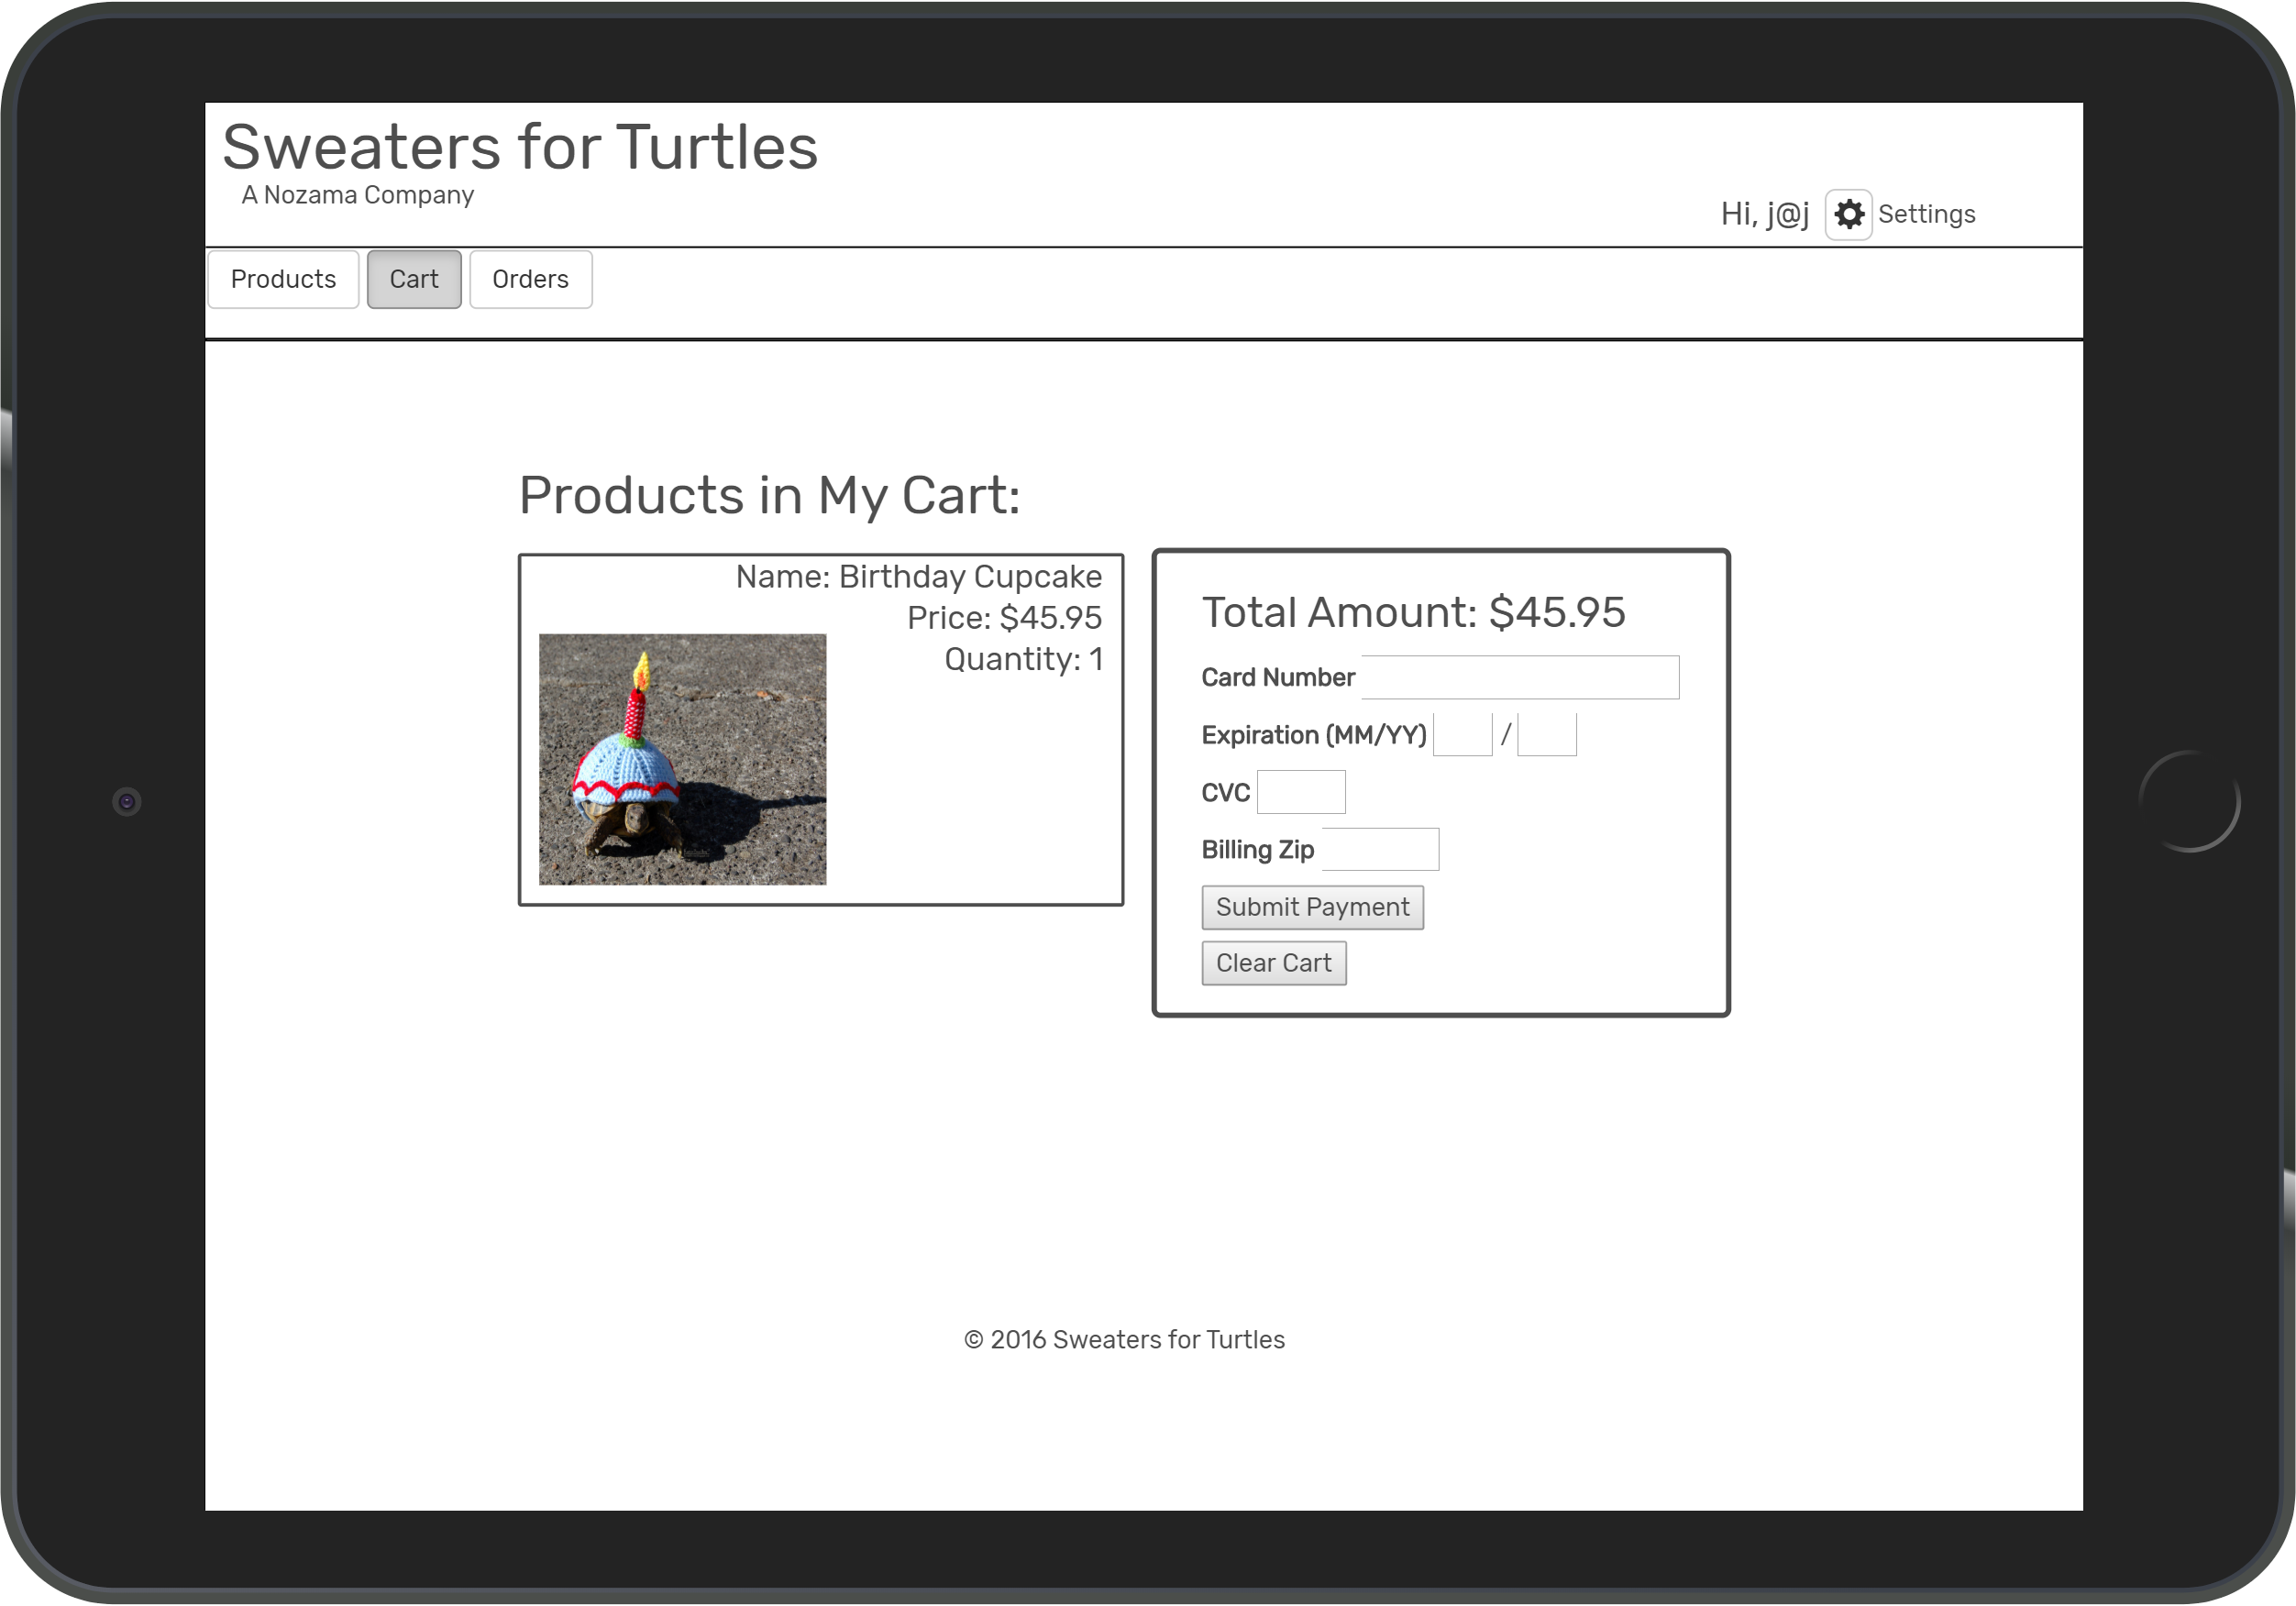 Sweaters for Turtles
A Nozama Company
Hi, j@j Settings
Products Cart Orders
Products in My Cart:
Name: Birthday Cupcake
Price: $45.95
Quantity: 1
Total Amount: $45.95
Card Number
Expiration (MM/YY) /
CVC
Billing Zip
Submit Payment
Clear Cart
© 2016 Sweaters for Turtles